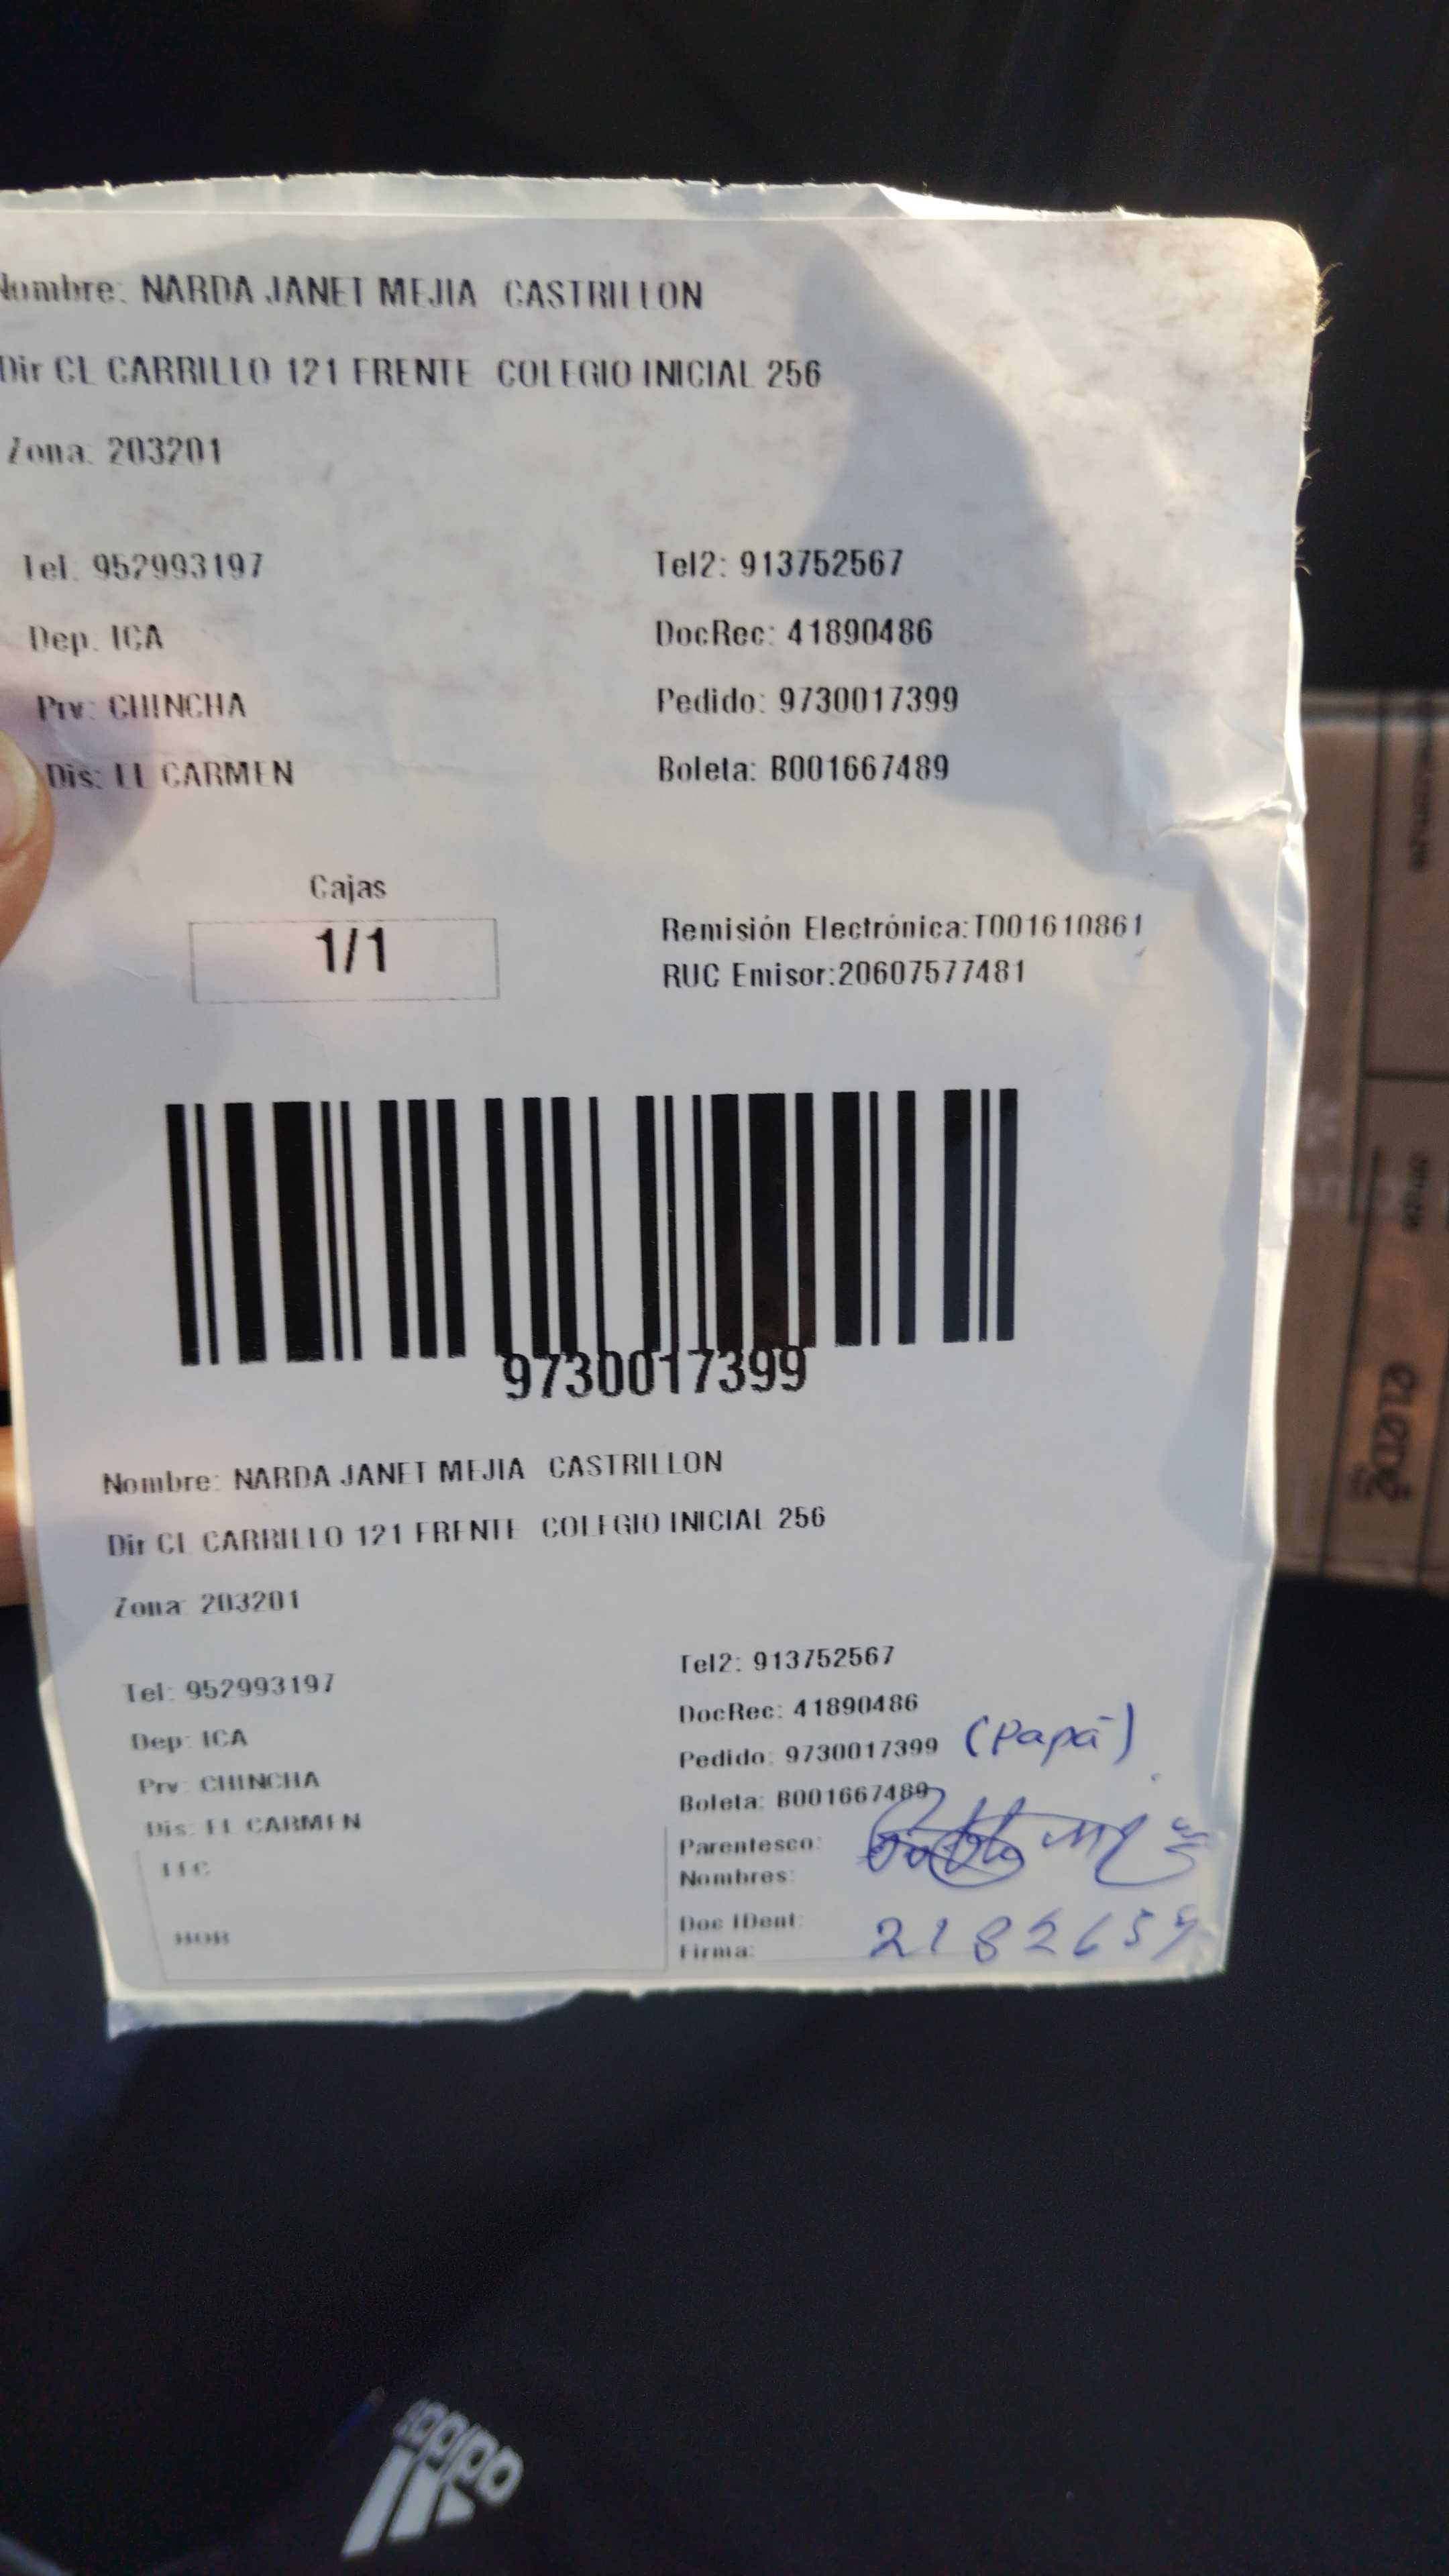 Nombre: NARDA JANET MEJIA CASTRILLON
Dir CL CARRILLO 121 FRENTE COLEGIO INICIAL 256
Zona: 203201
Tel: 952993197 Tel2: 913752567
Dep: ICA DocRec: 41890486
Prv: CHINCHA Pedido: 9730017399
Dis: EL CARMEN Boleta: B001667489
Cajas
1/1
Remisión Electrónica:T001610861
RUC Emisor:20607577481
9730017399
Nombre: NARDA JANET MEJIA CASTRILLON
Dir CL CARRILLO 121 FRENTE COLEGIO INICIAL 256
Zona: 203201
Tel: 952993197 Tel2: 913752567
Dep: ICA DocRec: 41890486
Prv: CHINCHA Pedido: 9730017399 (Papá)
Dis: EL CARMEN Boleta: B001667489
FEC Parentesco:
Nombres:
HOR Doc IDent:
Firma:
adidas